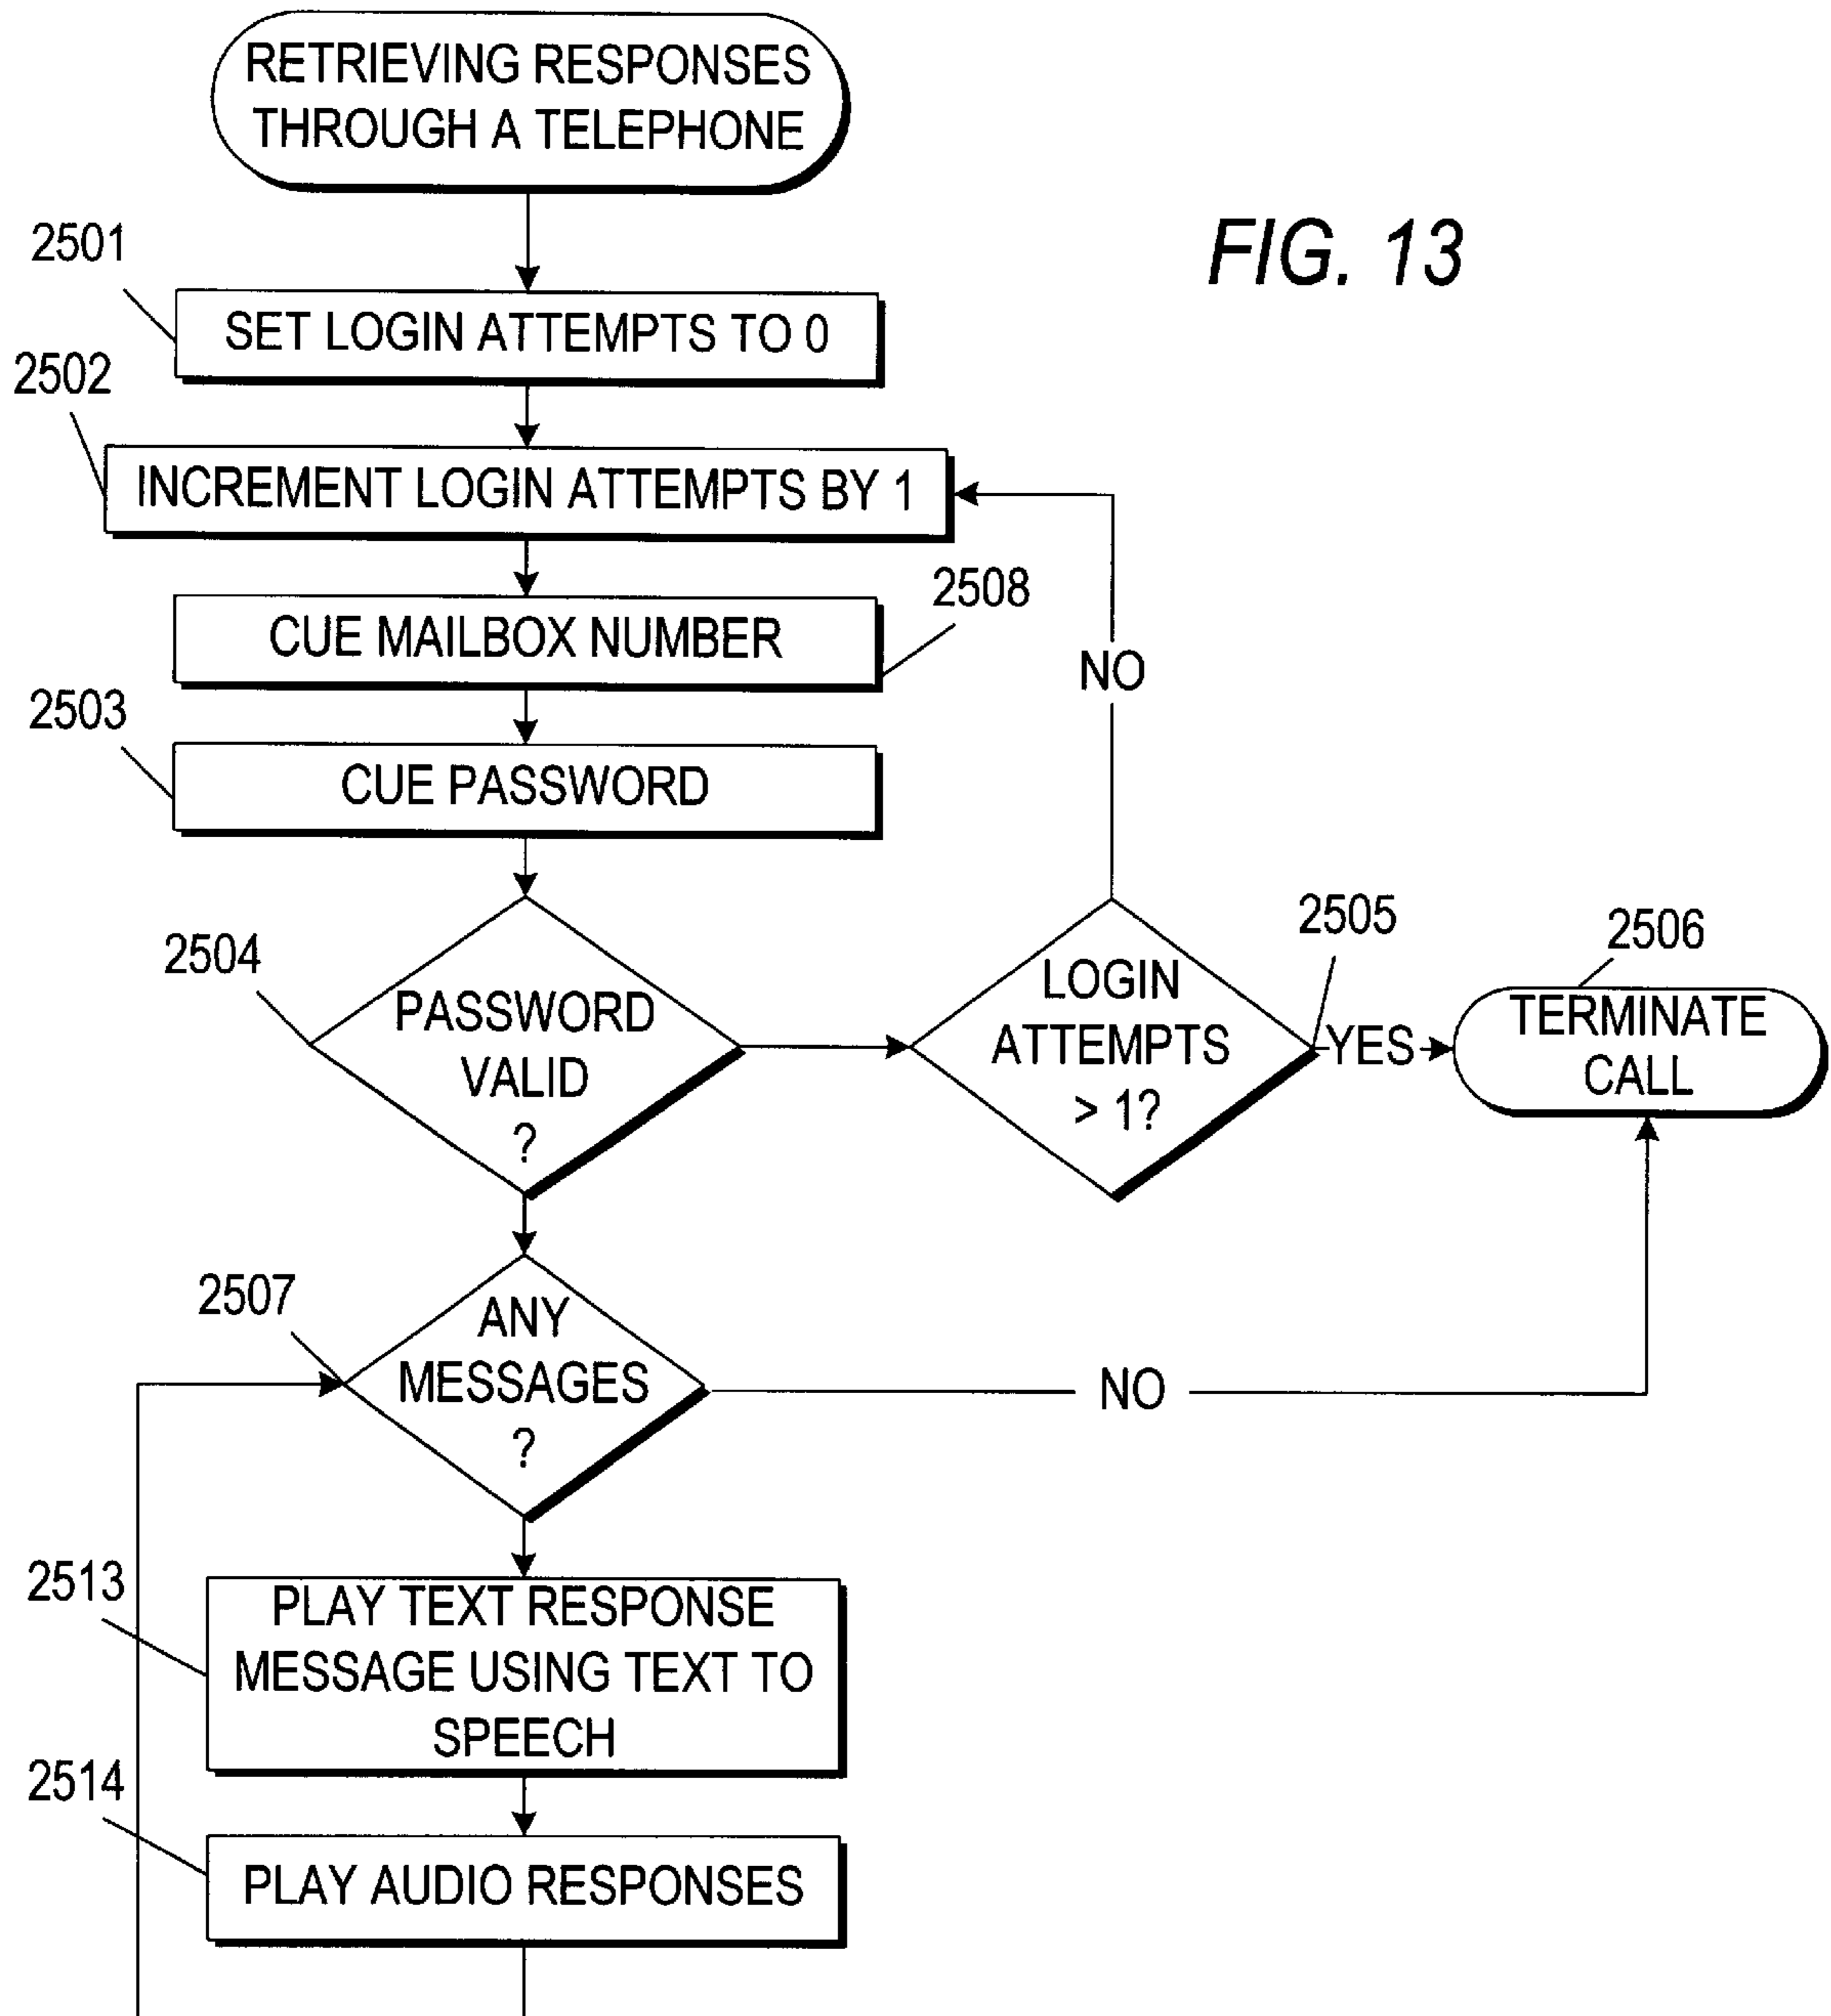 RETRIEVING RESPONSES
THROUGH A TELEPHONE
FIG. 13
2501
SET LOGIN ATTEMPTS TO 0
2502
INCREMENT LOGIN ATTEMPTS BY 1
2508
CUE MAILBOX NUMBER
NO
2503
CUE PASSWORD
2504
PASSWORD
VALID
?
2505
LOGIN
ATTEMPTS
> 1?
YES
2506
TERMINATE
CALL
2507
ANY
MESSAGES
?
NO
2513
PLAY TEXT RESPONSE
MESSAGE USING TEXT TO
SPEECH
2514
PLAY AUDIO RESPONSES